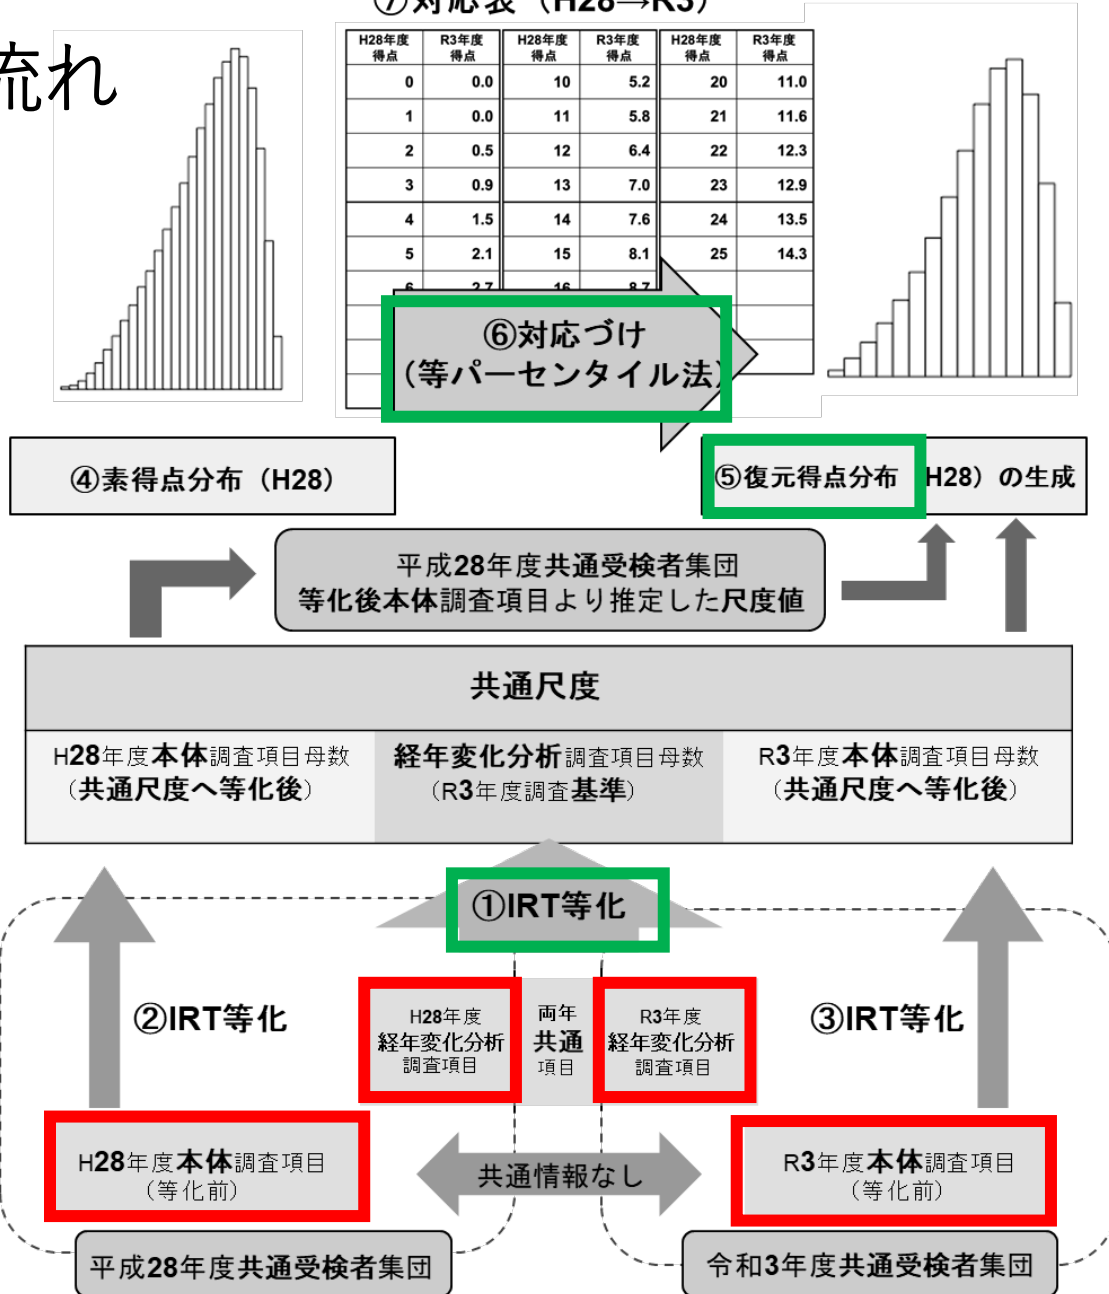 ⑦対応表（H28→R3）
流れ
H28年度 R3年度 H28年度 R3年度 H28年度 R3年度
得点 得点 得点 得点 得点 得点
0 0.0 10 5.2 20 11.0
1 0.0 11 5.8 21 11.6
2 0.5 12 6.4 22 12.3
3 0.9 13 7.0 23 12.9
4 1.5 14 7.6 24 13.5
5 2.1 15 8.1 25 14.3
6 2.7 16 8.7
⑥対応づけ
（等パーセンタイル法）
④素得点分布（H28）
⑤復元得点分布 H28）の生成
平成28年度共通受検者集団
等化後本体調査項目より推定した尺度値
共通尺度
H28年度本体調査項目母数
（共通尺度へ等化後）
経年変化分析調査項目母数
（R3年度調査基準）
R3年度本体調査項目母数
（共通尺度へ等化後）
①IRT等化
②IRT等化
③IRT等化
H28年度
経年変化分析
調査項目
両年
共通
項目
R3年度
経年変化分析
調査項目
H28年度本体調査項目
（等化前）
共通情報なし
R3年度本体調査項目
（等化前）
平成28年度共通受検者集団
令和3年度共通受検者集団